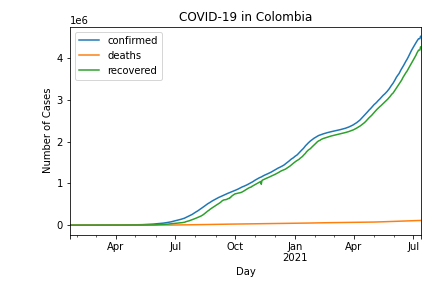 COVID-19 in Colombia
1e6
confirmed
deaths
recovered
Number of Cases
4
3
2
1
0
Apr Jul Oct Jan Apr Jul
2021
Day